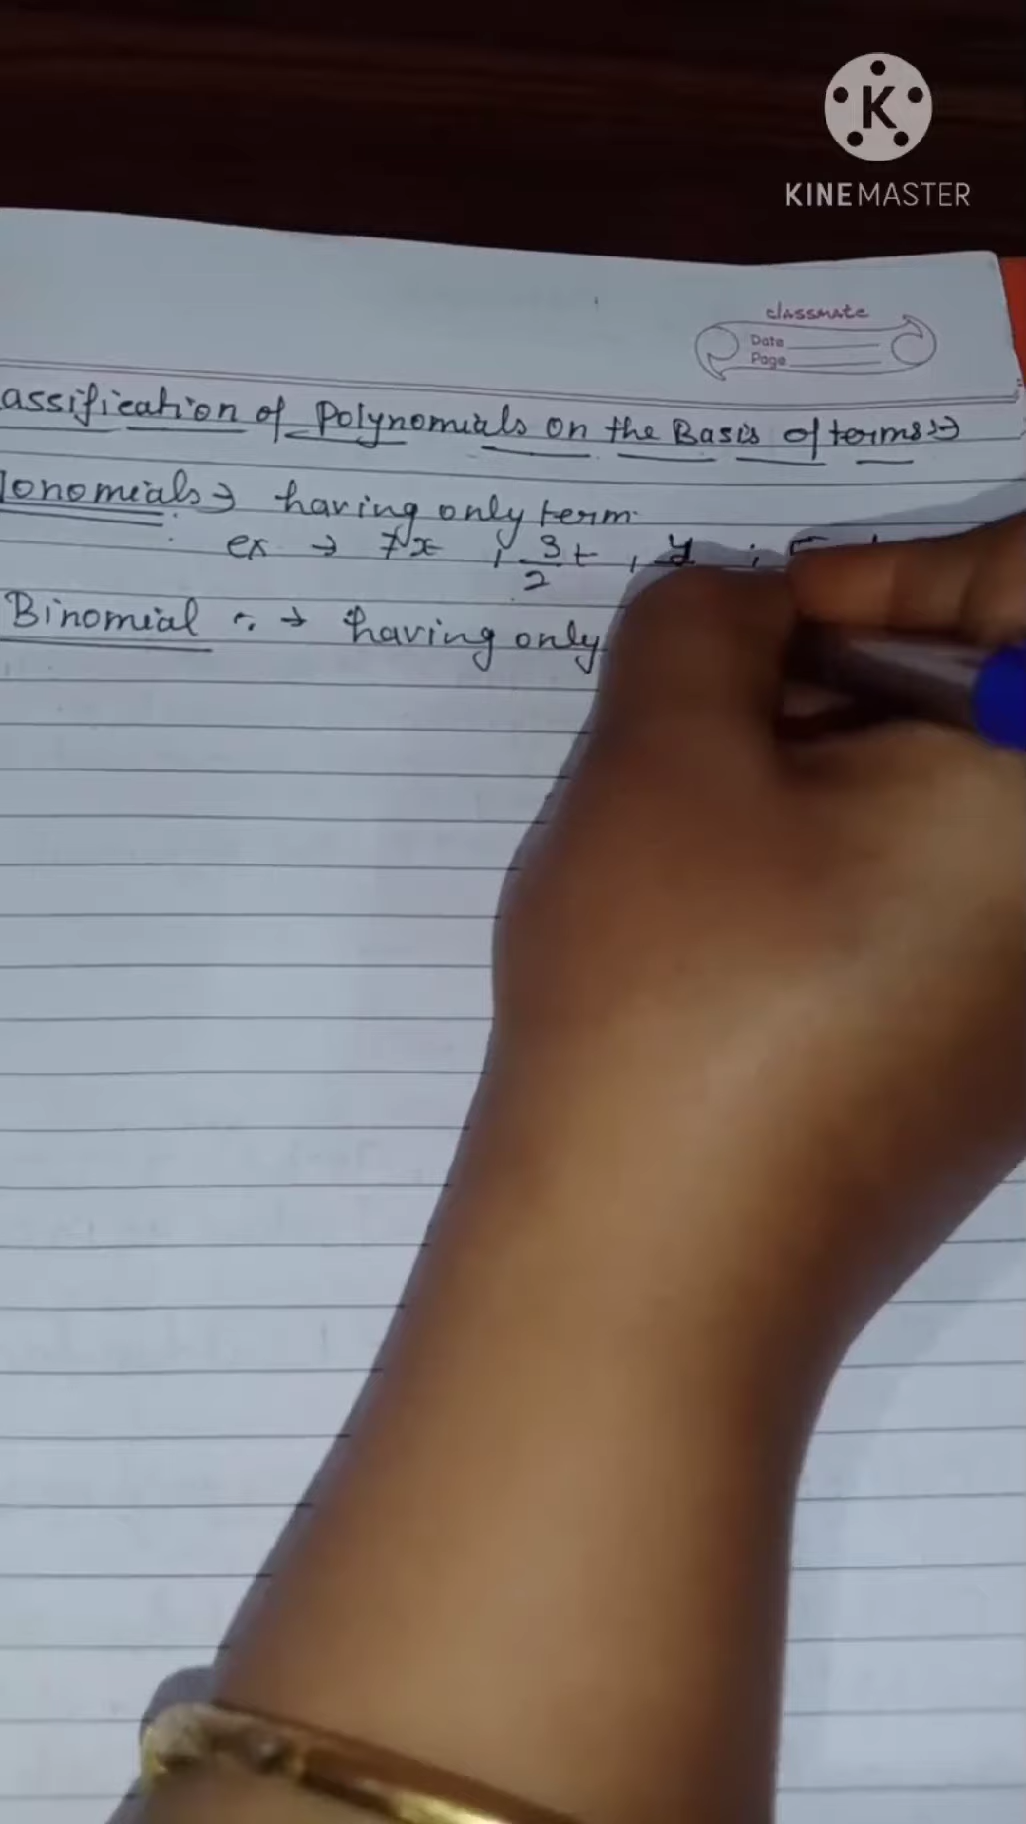 KINEMASTER
classmate
Date
Page
assification of Polynomials on the Basis of terms :→
onomials → having only term.
ex → 7x , 3/2 t , y ,
Binomial :. → having only